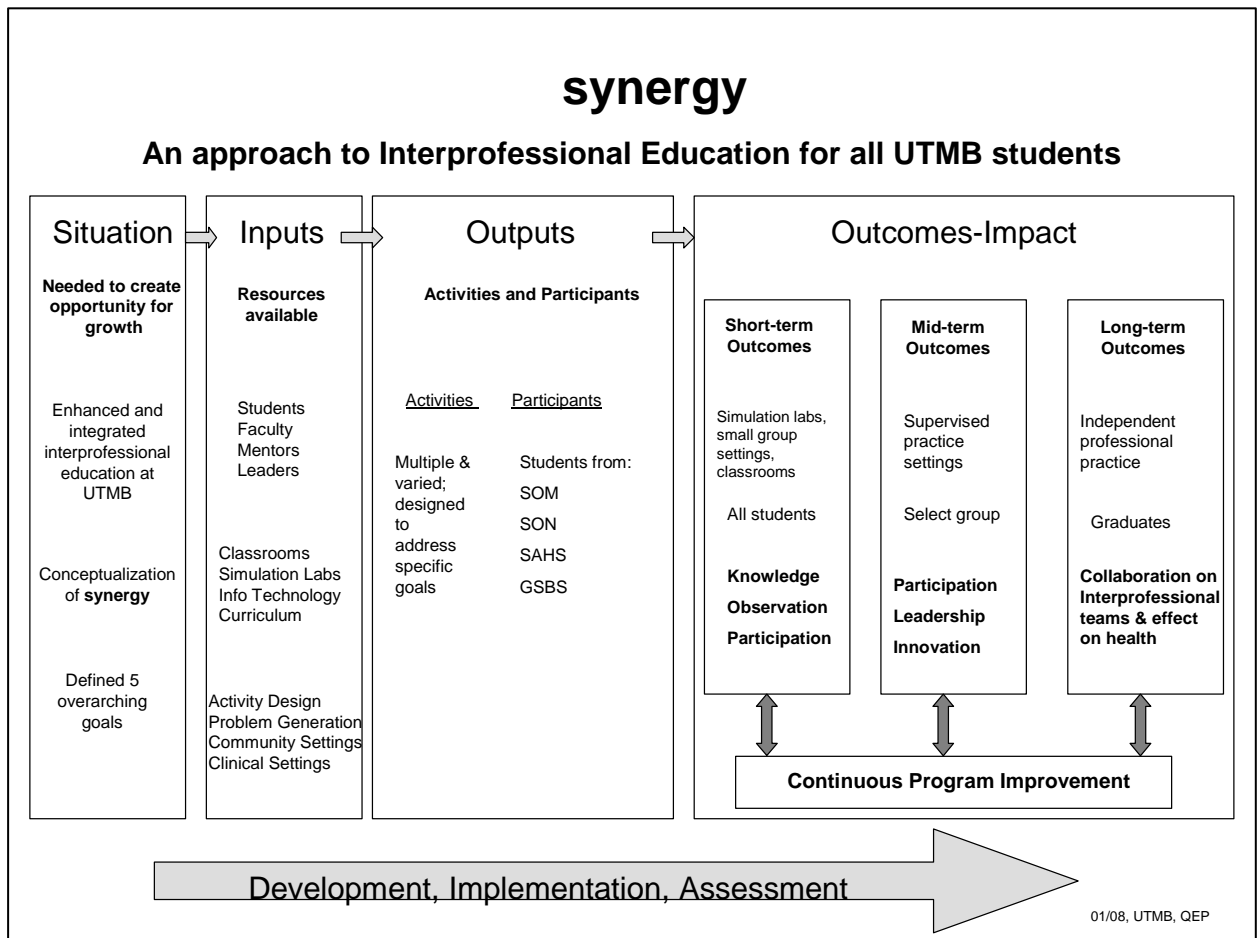 synergy
An approach to Interprofessional Education for all UTMB students
Situation
Needed to create
opportunity for
growth
Enhanced and
integrated
interprofessional
education at
UTMB
Conceptualization
of synergy
Defined 5
overarching
goals
Inputs
Resources
available
Students
Faculty
Mentors
Leaders
Classrooms
Simulation Labs
Info Technology
Curriculum
Activity Design
Problem Generation
Community Settings
Clinical Settings
Outputs
Activities and Participants
Activities
Multiple &
varied;
designed
to
address
specific
goals
Participants
Students from:
SOM
SON
SAHS
GSBS
Outcomes-Impact
Short-term
Outcomes
Simulation labs,
small group
settings,
classrooms
All students
Knowledge
Observation
Participation
Mid-term
Outcomes
Supervised
practice
settings
Select group
Participation
Leadership
Innovation
Long-term
Outcomes
Independent
professional
practice
Graduates
Collaboration on
Interprofessional
teams & effect
on health
Continuous Program Improvement
Development, Implementation, Assessment
01/08, UTMB, QEP